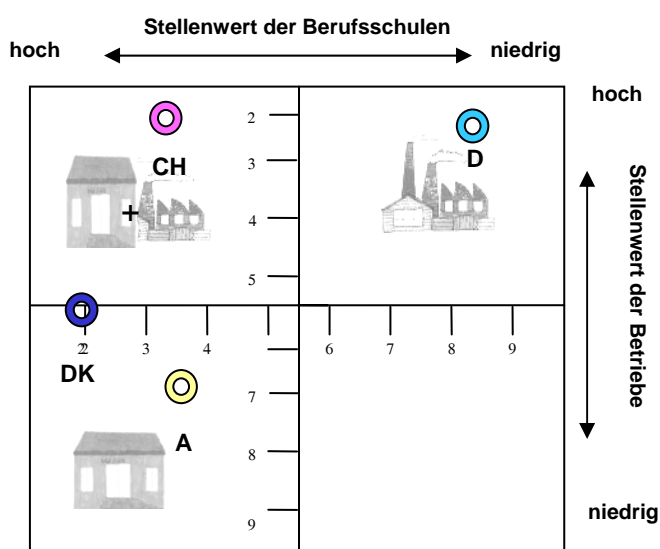 Stellenwert der Berufsschulen
hoch
niedrig
hoch
2
CH
D
3
+
4
Stellenwert der Betriebe
5
2
3
4
6
7
8
9
DK
7
A
8
niedrig
9